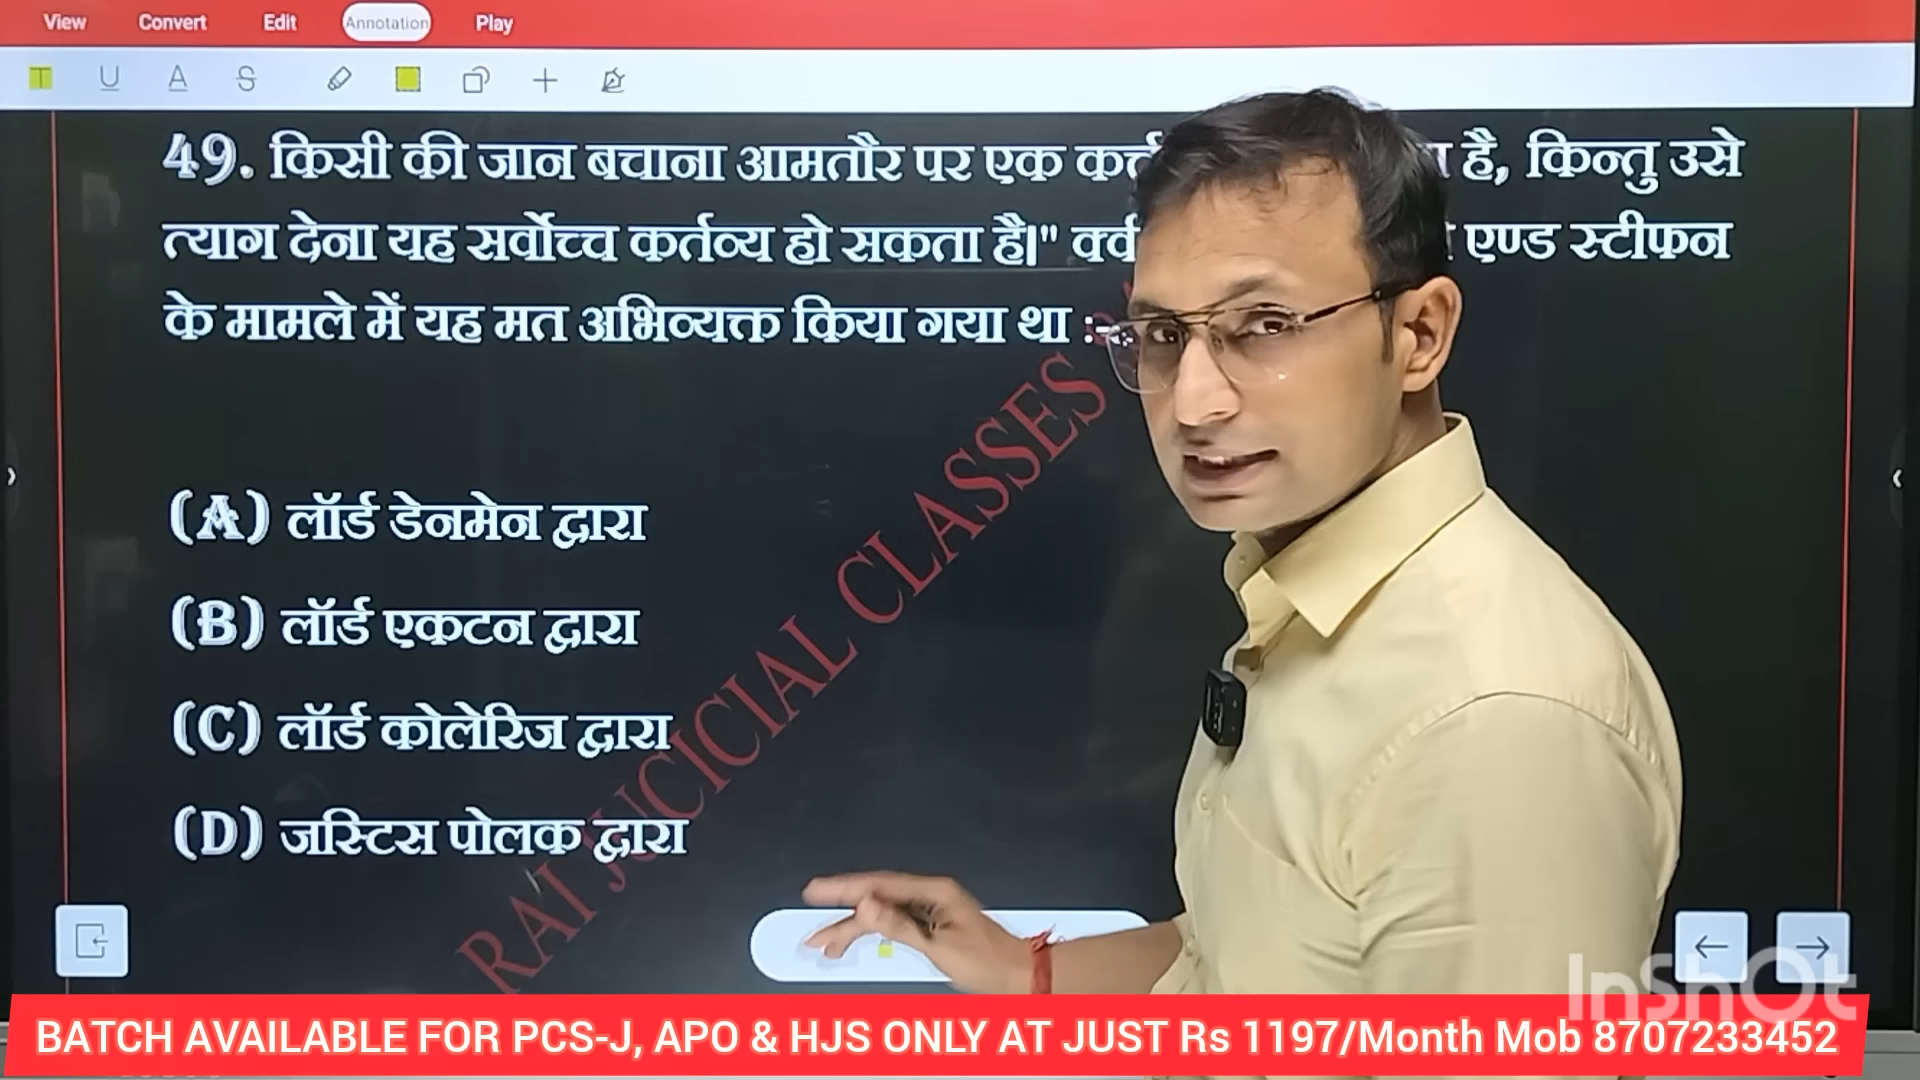 View Convert Edit Annotation Play
49. किसी की जान बचाना आमतौर पर एक है, किन्तु उसे
त्याग देना यह सर्वोच्च कर्तव्य हो सकता है।" एण्ड स्टीफन
के मामले में यह मत अभिव्यक्त किया गया था :-
(A) लॉर्ड डेनमेन द्वारा
(B) लॉर्ड एकटन द्वारा
(C) लॉर्ड कोलेरिज द्वारा
(D) जस्टिस पोलक द्वारा
RAI JUCICIAL CLASSES
InShOt
BATCH AVAILABLE FOR PCS-J, APO & HJS ONLY AT JUST Rs 1197/Month Mob 8707233452